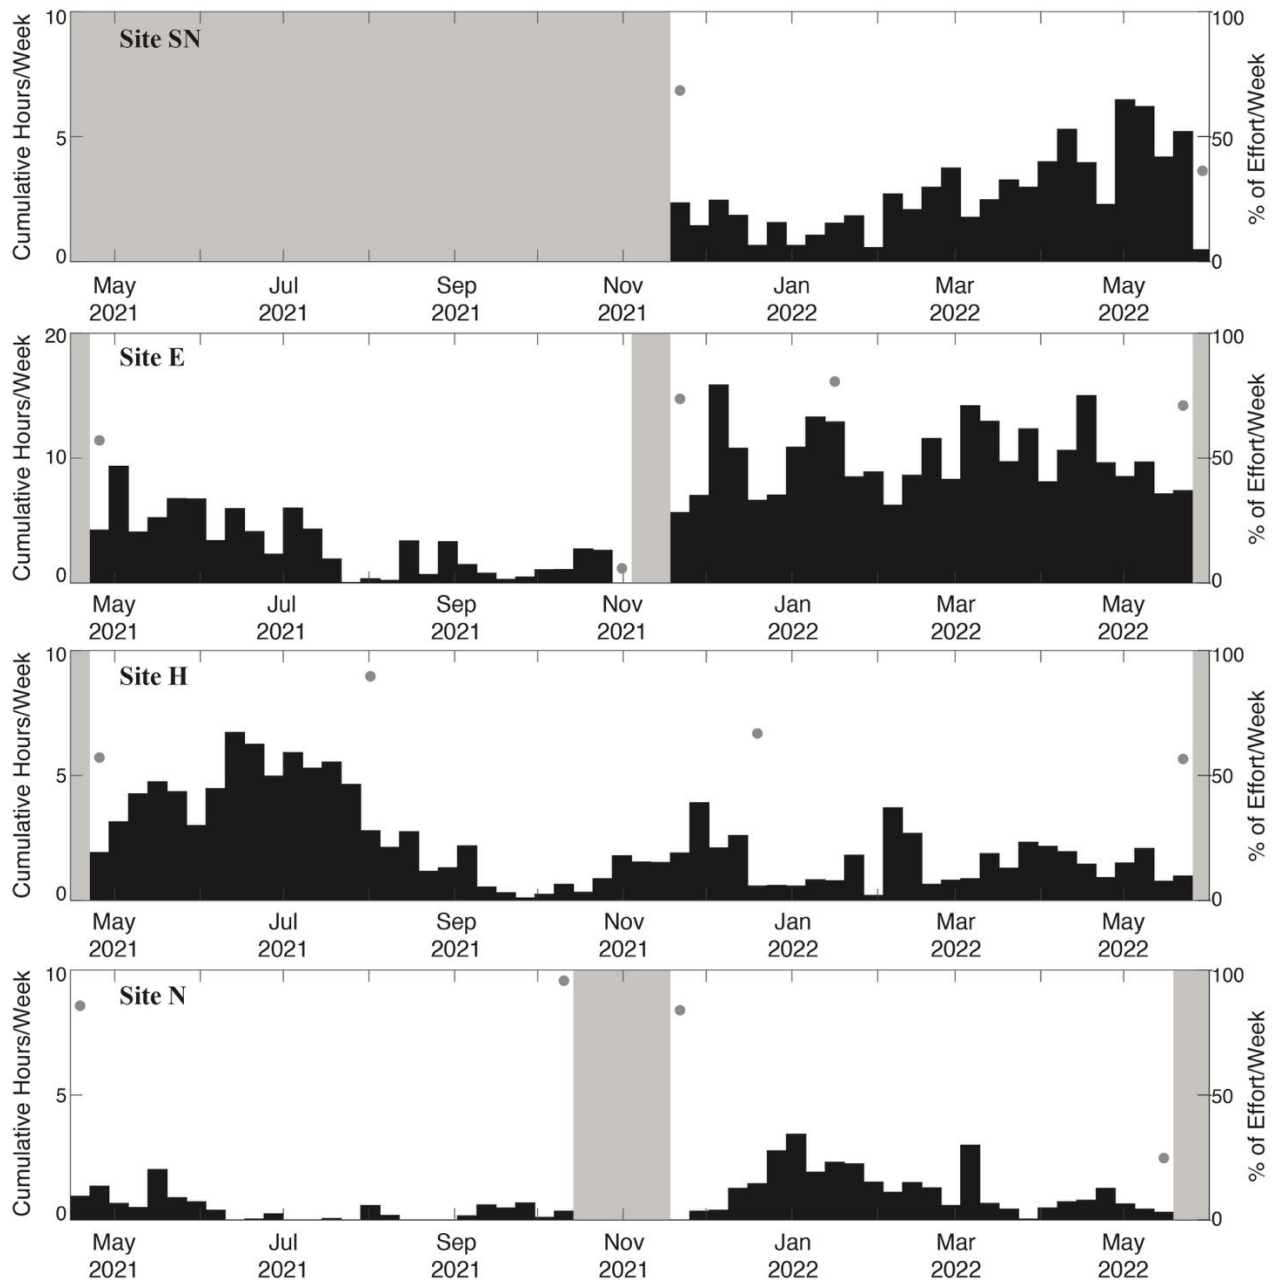 Site SN
Cumulative Hours/Week
10
5
0
100
50
0
% of Effort/Week
May Jul Sep Nov Jan Mar May
2021 2021 2021 2021 2022 2022 2022
Site E
Cumulative Hours/Week
20
10
0
100
50
0
% of Effort/Week
May Jul Sep Nov Jan Mar May
2021 2021 2021 2021 2022 2022 2022
Site H
Cumulative Hours/Week
10
5
0
100
50
0
% of Effort/Week
May Jul Sep Nov Jan Mar May
2021 2021 2021 2021 2022 2022 2022
Site N
Cumulative Hours/Week
10
5
0
100
50
0
% of Effort/Week
May Jul Sep Nov Jan Mar May
2021 2021 2021 2021 2022 2022 2022